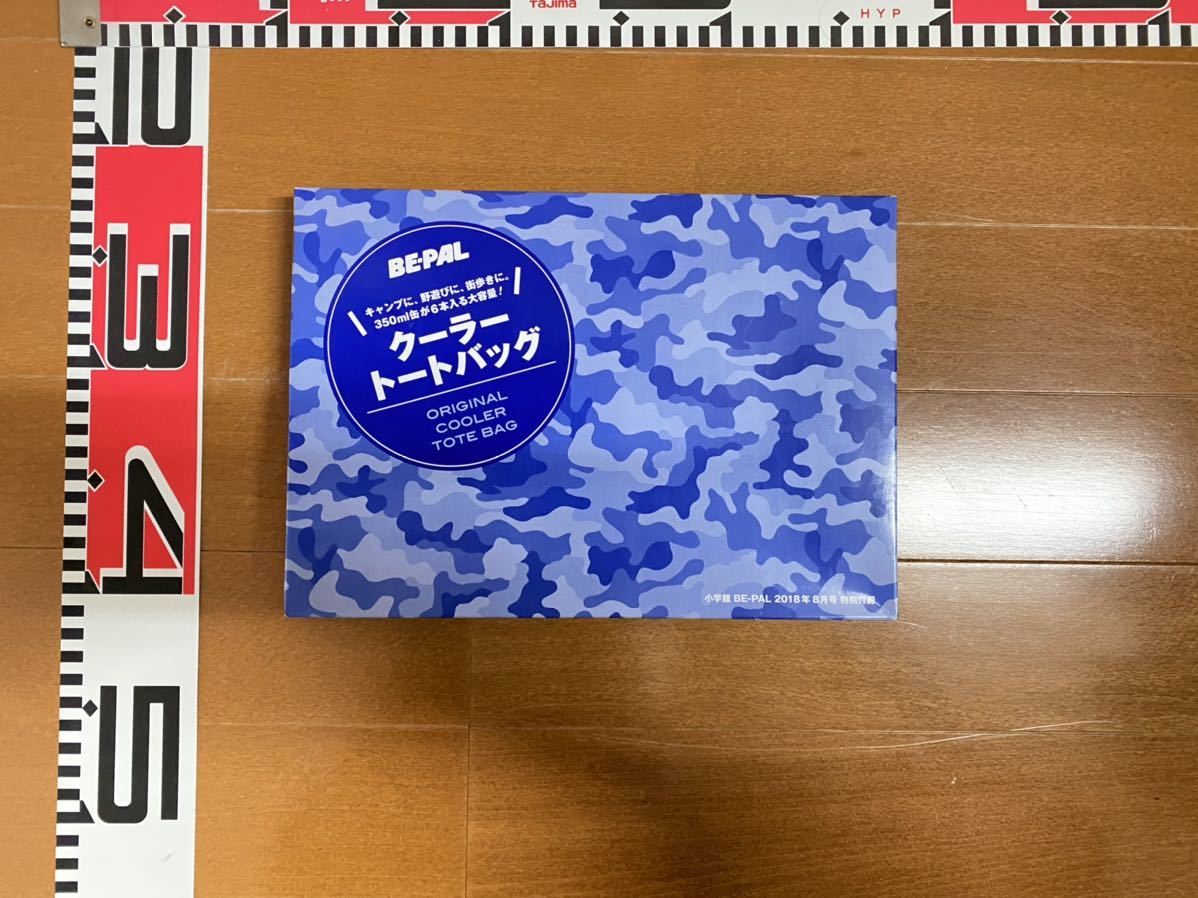 Tajima
HYP
2
3
4
5
BE-PAL
キャンプに、野遊びに、街歩きに。
350ml缶が6本入る大容量!
クーラー
トートバッグ
ORIGINAL
COOLER
TOTE BAG
小学館 BE-PAL 2018年 8月号 特別付録